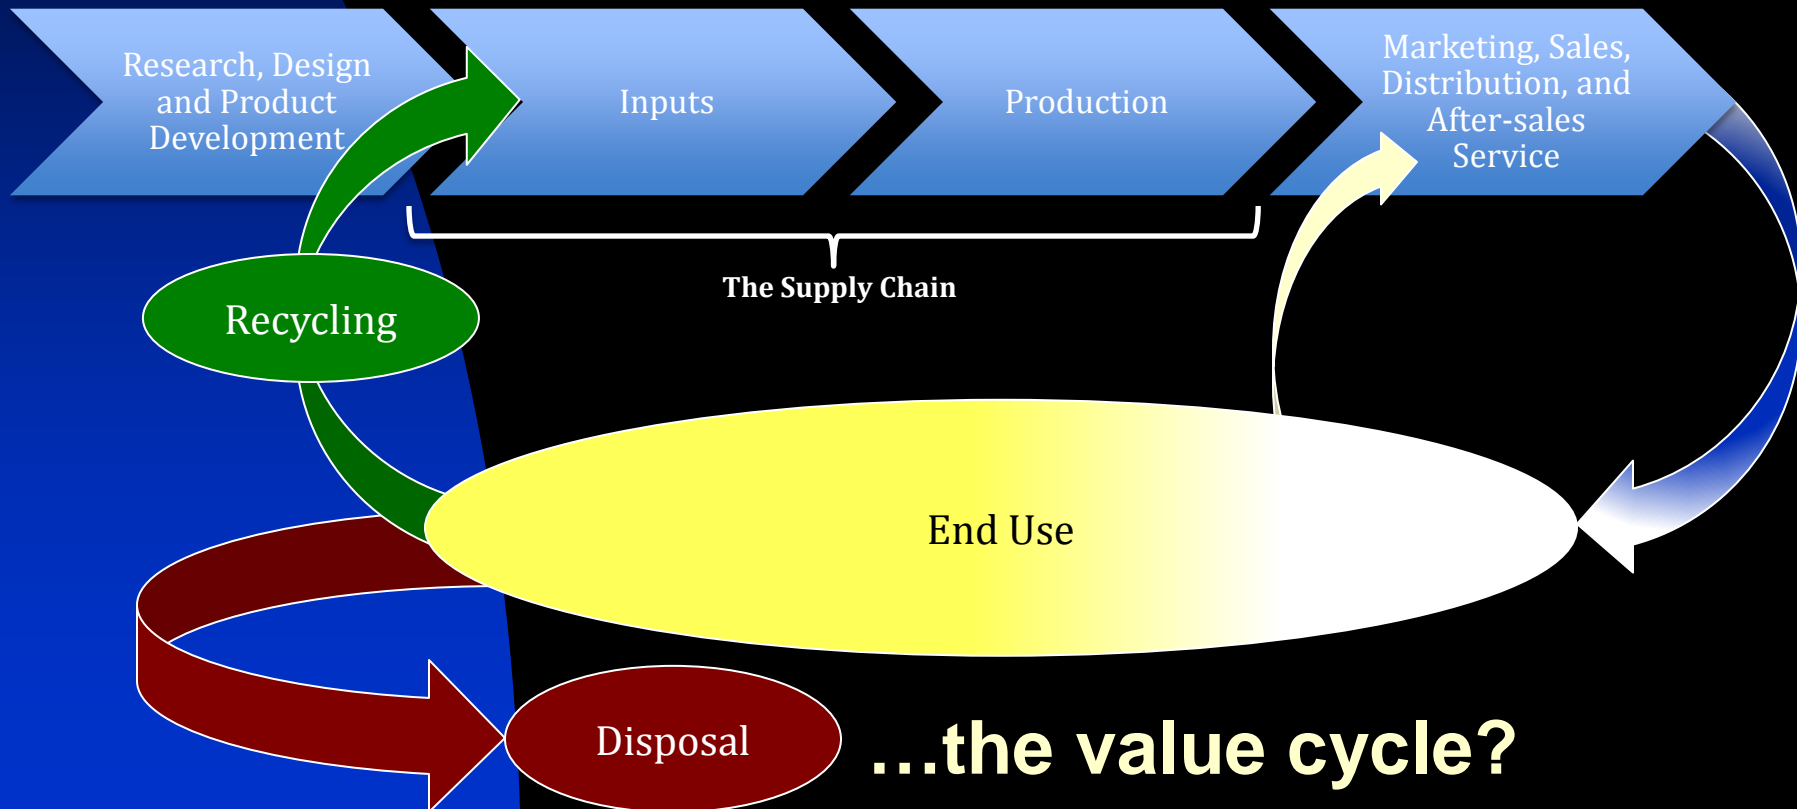 Research, Design
and Product
Development
Inputs
Production
Marketing, Sales,
Distribution, and
After-sales
Service
The Supply Chain
Recycling
End Use
Disposal
…the value cycle?